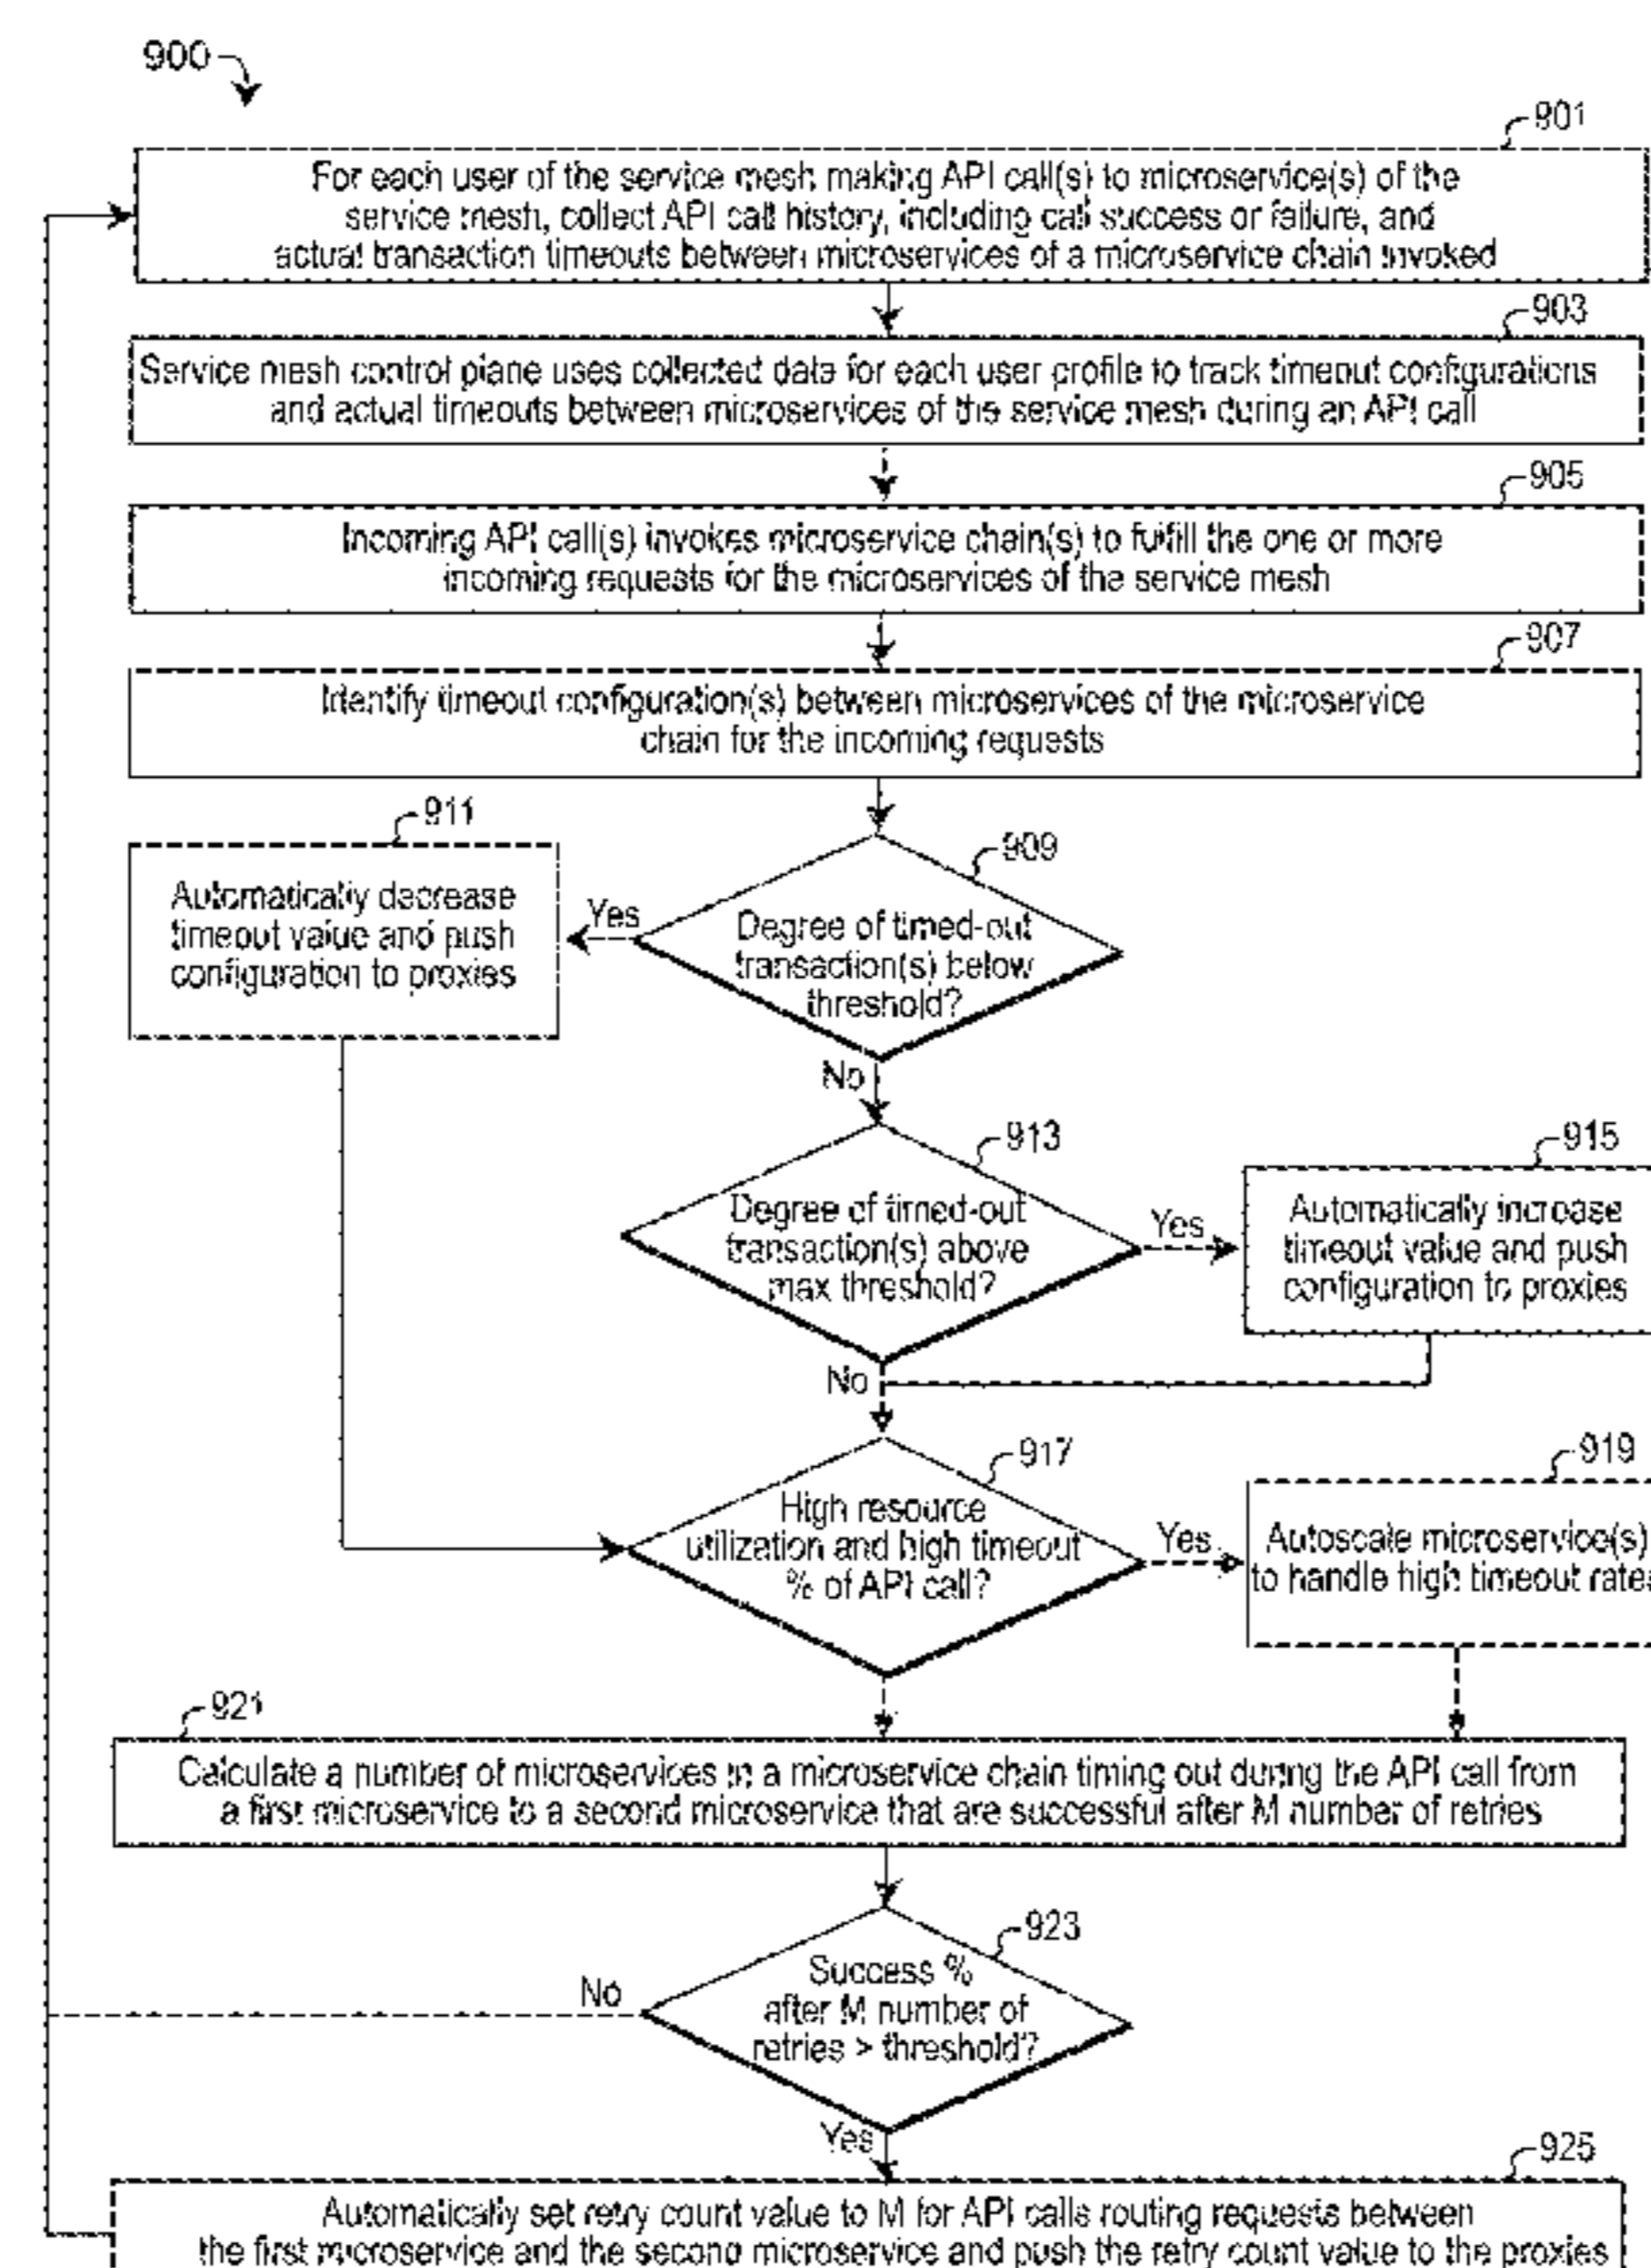 900
901
For each user of the service mesh making API call(s) to microservice(s) of the
service mesh, collect API call history, including call success or failure, and
actual transaction timeouts between microservices of a microservice chain invoked
903
Service mesh control plane uses collected data for each user profile to track timeout configurations
and actual timeouts between microservices of the service mesh during an API call
905
Incoming API call(s) invokes microservice chain(s) to fulfill the one or more
incoming requests for the microservices of the service mesh
907
Identify timeout configuration(s) between microservices of the microservice
chain for the incoming requests
911
Automatically decrease
timeout value and push
configuration to proxies
Yes
909
Degree of timed-out
transaction(s) below
threshold?
No
913
Degree of timed-out
transaction(s) above
max threshold?
Yes
915
Automatically increase
timeout value and push
configuration to proxies
No
917
High resource
utilization and high timeout
% of API call?
Yes
919
Autoscale microservice(s)
to handle high timeout rates
921
Calculate a number of microservices in a microservice chain timing out during the API call from
a first microservice to a second microservice that are successful after M number of retries
923
Success %
after M number of
retries > threshold?
No
Yes
925
Automatically set retry count value to M for API calls routing requests between
the first microservice and the second microservice and push the retry count value to the proxies